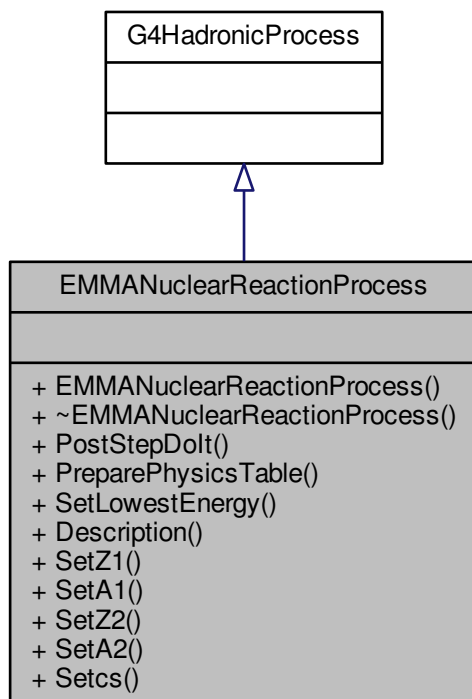 G4HadronicProcess
EMMANuclearReactionProcess
+ EMMANuclearReactionProcess()
+ ~EMMANuclearReactionProcess()
+ PostStepDoIt()
+ PreparePhysicsTable()
+ SetLowestEnergy()
+ Description()
+ SetZ1()
+ SetA1()
+ SetZ2()
+ SetA2()
+ Setcs()